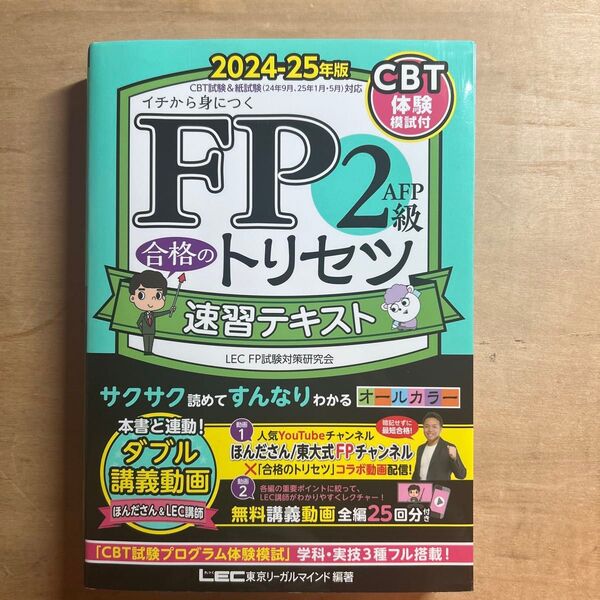 2024-25年版
CBT試験&紙試験(24年9月、25年1月・5月)対応
CBT
体験
模試付
イチから身につく
FP2級
AFP
合格の
トリセツ
速習テキスト
LEC FP試験対策研究会
サクサク読めてすんなりわかる オールカラー
本書と連動!
ダブル
講義動画
ほんださん&LEC講師
動画1
人気YouTubeチャンネル
ほんださん/東大式FPチャンネル
×「合格のトリセツ」コラボ動画配信!
暗記せずに
最短合格!
動画2
各編の重要ポイントに絞って、
LEC講師がわかりやすくレクチャー!
無料講義動画 全編25回分付き
「CBT試験プログラム体験模試」学科・実技3種フル搭載!
LEC東京リーガルマインド 編著